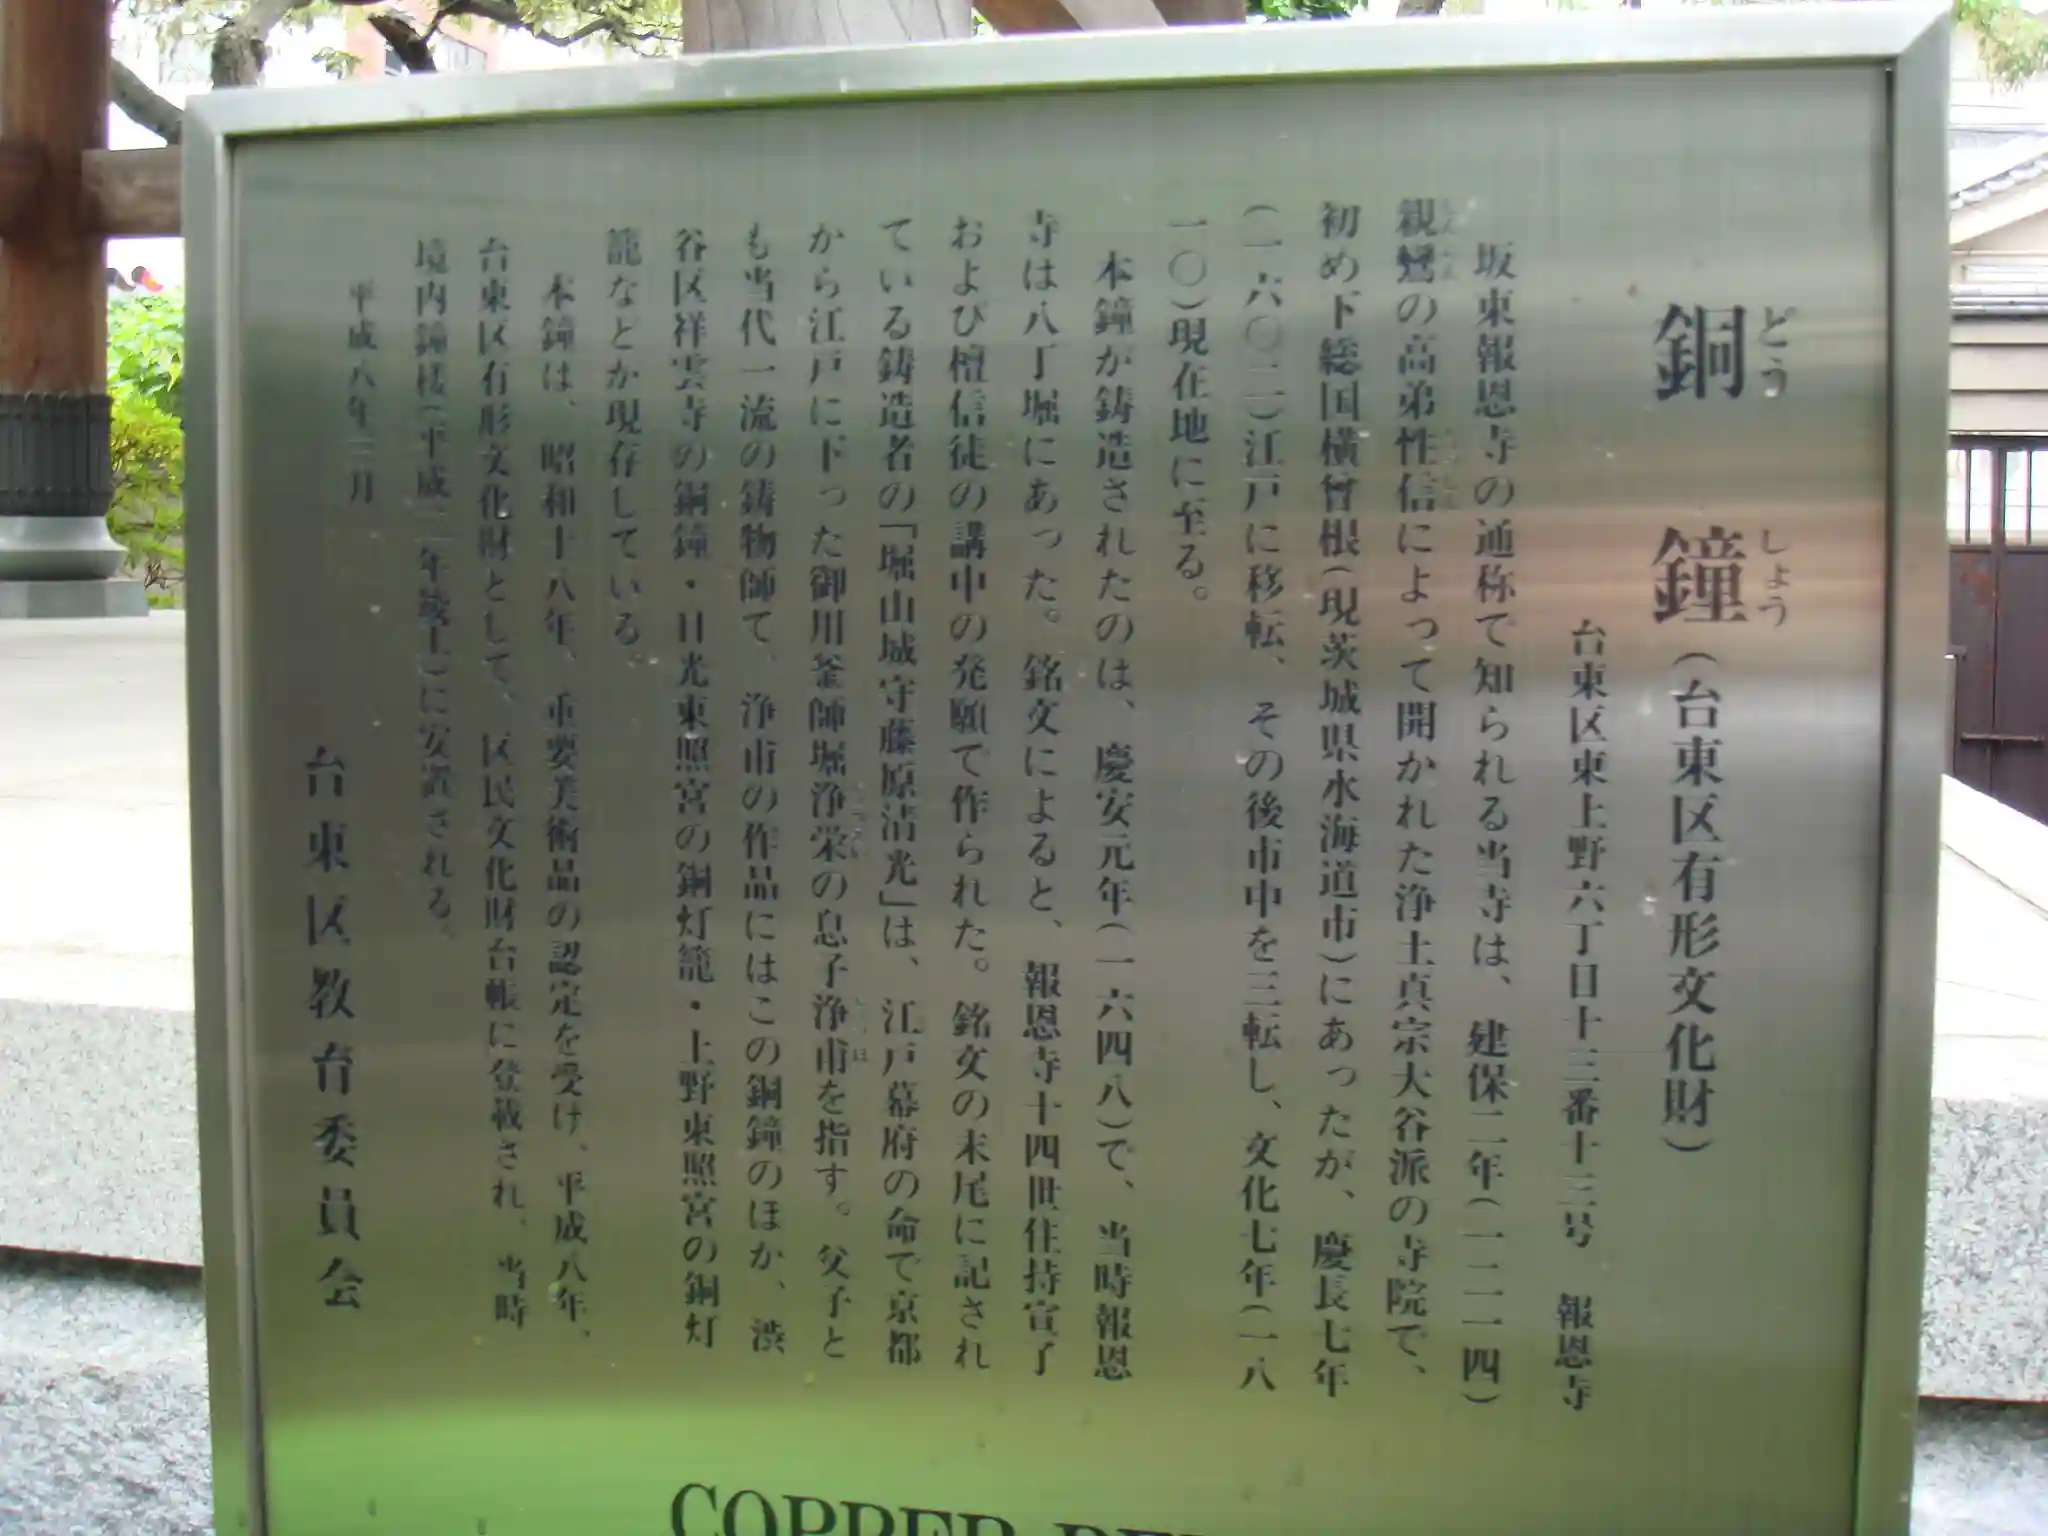 銅鐘(台東区有形文化財)
どう しょう
台東区東上野六丁目十三番十三号 報恩寺
坂東報恩寺の通称で知られる当寺は、建保二年(一二一四)
親鸞の高弟性信によって開かれた浄土真宗大谷派の寺院で、
初め下総国横曾根(現茨城県水海道市)にあったが、慶長七年
(一六〇二)江戸に移転、その後市中を三転し、文化七年(一八
一〇)現在地に至る。
本鐘が鋳造されたのは、慶安元年(一六四八)で、当時報恩
寺は八丁堀にあった。銘文によると、報恩寺十四世住持宣了
および檀信徒の講中の発願で作られた。銘文の末尾に記され
ている鋳造者の「堀山城守藤原清光」は、江戸幕府の命で京都
から江戸に下った御用釜師堀浄栄の息子浄甫を指す。父子と
も当代一流の鋳物師で、浄甫の作品にはこの銅鐘のほか、渋
谷区祥雲寺の銅鐘・日光東照宮の銅灯籠・上野東照宮の銅灯
籠などが現存している。
本鐘は、昭和十八年、重要美術品の認定を受け、平成八年、
台東区有形文化財として、区民文化財台帳に登載され、当時
境内鐘楼(平成二年竣工)に安置される。
平成八年三月
台東区教育委員会
COPPER